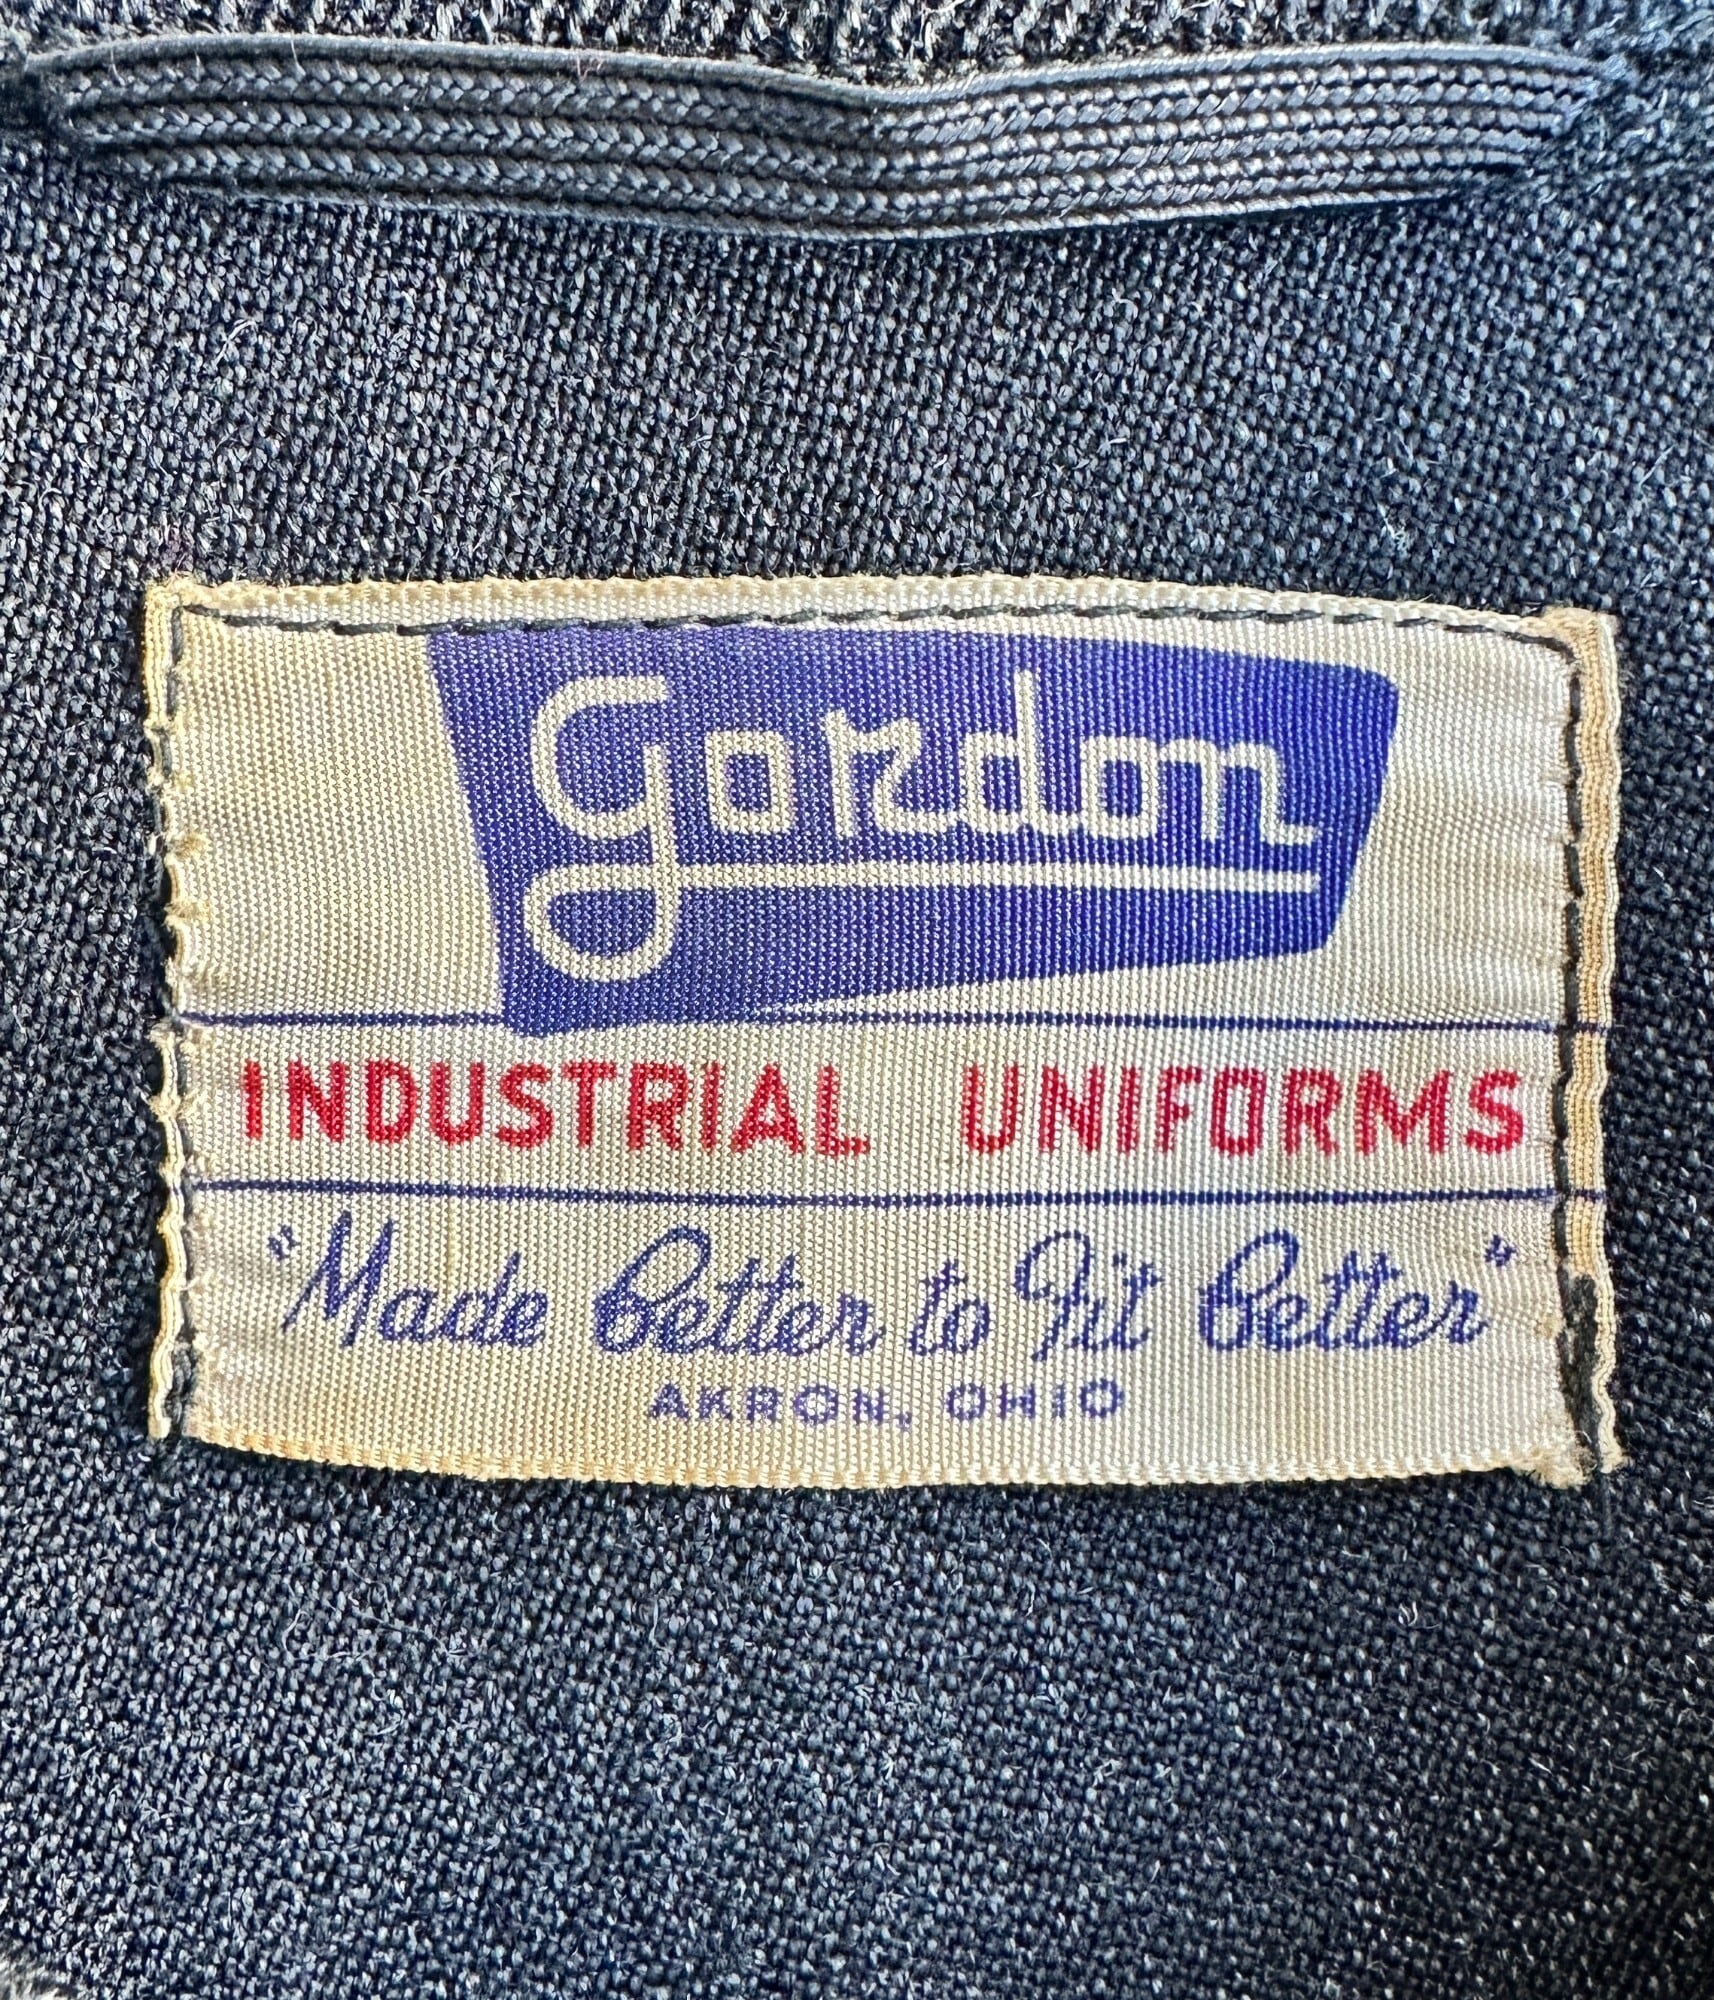 gordon
INDUSTRIAL UNIFORMS
"Made Better to Fit Better"
AKRON, OHIO